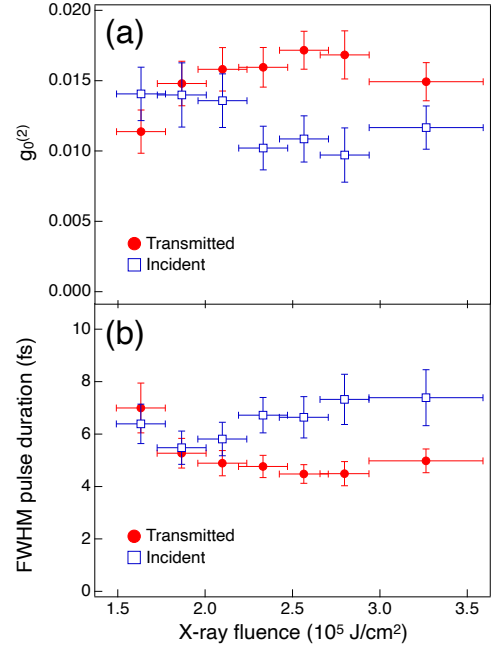 (a)
0.020
0.015
0.010
0.005
0.000
g₀⁽²⁾
Transmitted
Incident
(b)
10
8
6
4
2
0
FWHM pulse duration (fs)
Transmitted
Incident
1.5 2.0 2.5 3.0 3.5
X-ray fluence (10⁵ J/cm²)